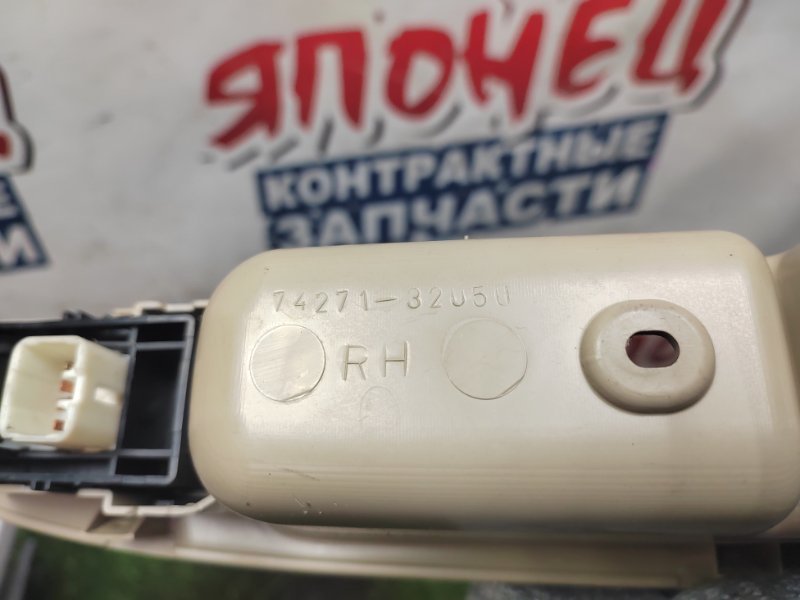 ЯПОНЕЦ
КОНТРАКТНЫЕ
ЗАПЧАСТИ
74271-32050
RH